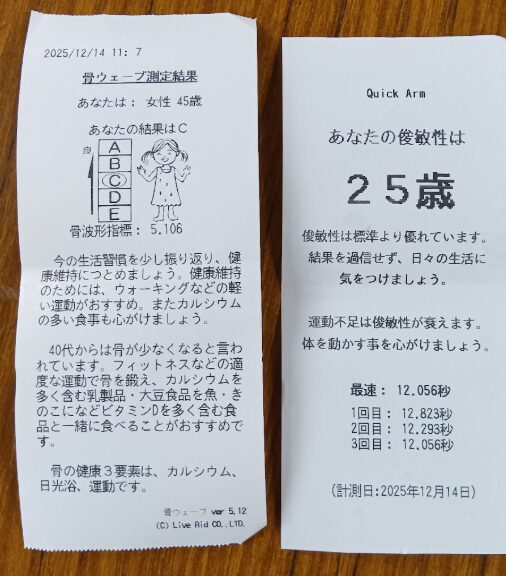 2025/12/14 11: 7
骨ウェーブ測定結果
あなたは： 女性 45歳
あなたの結果はC
良
A
B
C
D
E
骨波形指標： 5.106
今の生活習慣を少し振り返り、健
康維持につとめましょう。健康維持
のためには、ウォーキングなどの軽
い運動がおすすめ。またカルシウム
の多い食事も心がけましょう。
40代からは骨が少なくなると言わ
れています。フィットネスなどの適
度な運動で骨を鍛え、カルシウムを
多く含む乳製品・大豆食品を魚・き
のこになどビタミンDを多く含む食
品と一緒に食べることがおすすめで
す。
骨の健康３要素は、カルシウム、
日光浴、運動です。
骨ウェーブ ver 5.12
(C) Live Aid CO.,LTD.
Quick Arm
あなたの俊敏性は
２５歳
俊敏性は標準より優れています。
結果を過信せず、日々の生活に
気をつけましょう。
運動不足は俊敏性が衰えます。
体を動かす事を心がけましょう。
最速： 12.056秒
1回目： 12.823秒
2回目： 12.293秒
3回目： 12.056秒
（計測日：2025年12月14日）